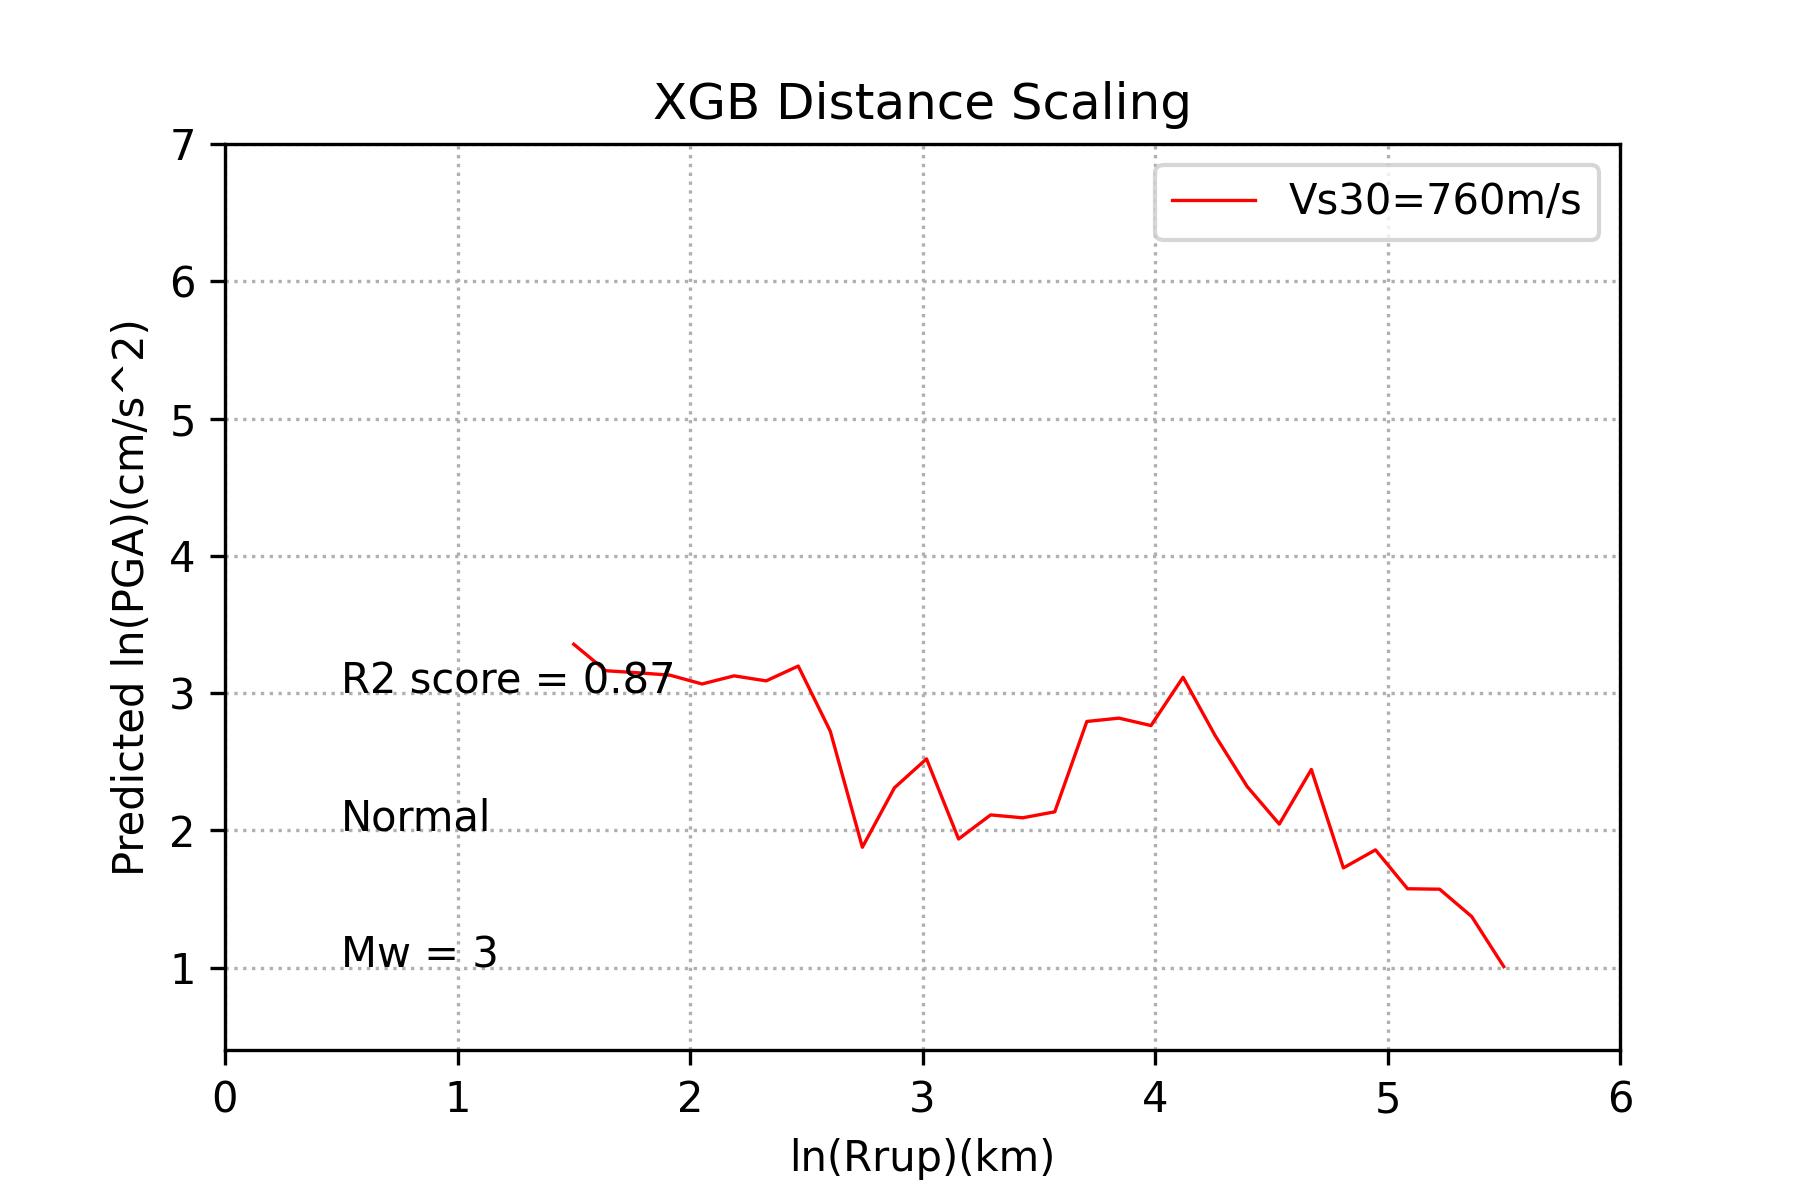 XGB Distance Scaling
Vs30=760m/s
7
6
5
4
3
2
1
Predicted ln(PGA)(cm/s^2)
R2 score = 0.87
Normal
Mw = 3
0 1 2 3 4 5 6
ln(Rrup)(km)